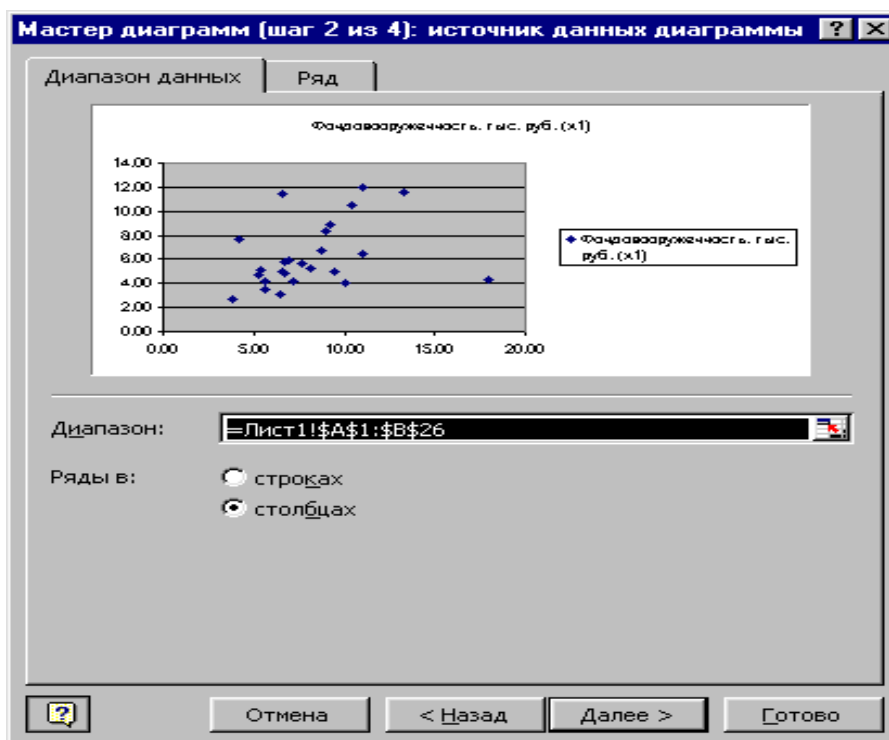 Мастер диаграмм (шаг 2 из 4): источник данных диаграммы
Диапазон данных Ряд
Фондовооруженность, тыс. руб. (x1)
14.00
12.00
10.00
8.00
6.00
4.00
2.00
0.00
0.00 5.00 10.00 15.00 20.00
Фондовооруженность, тыс.
руб. (x1)
Диапазон: =Лист1!$A$1:$B$26
Ряды в: строках
столбцах
Отмена < Назад Далее > Готово